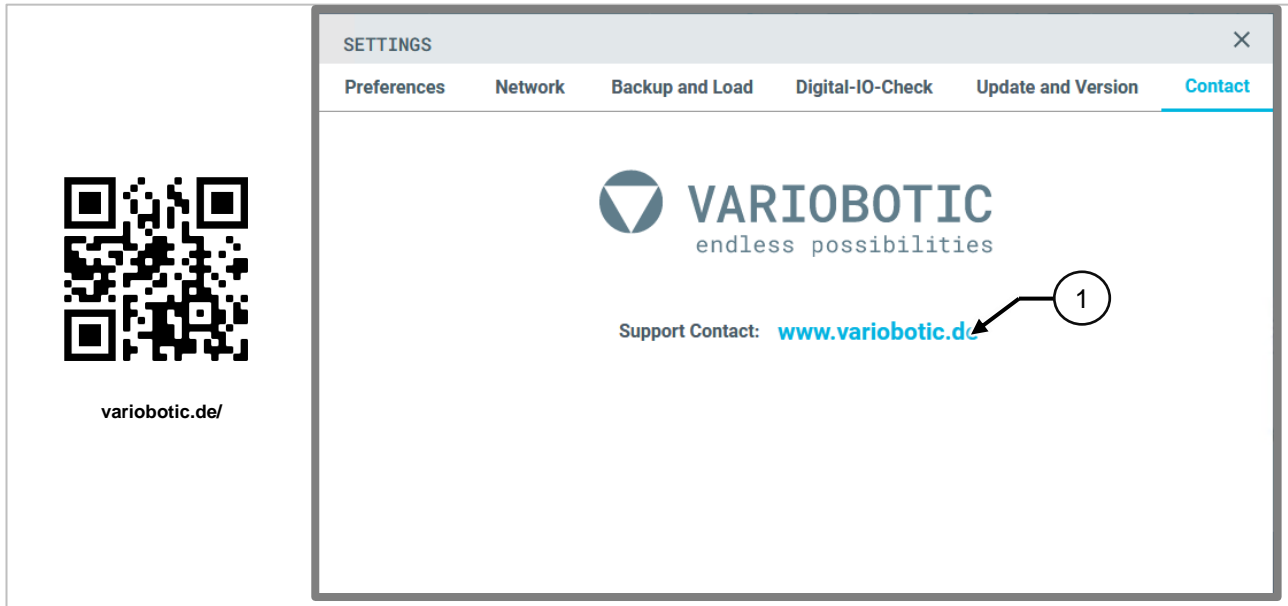 variobotic.de/
SETTINGS
Preferences Network Backup and Load Digital-IO-Check Update and Version Contact
VARIOBOTIC
endless possibilities
1
Support Contact: www.variobotic.de